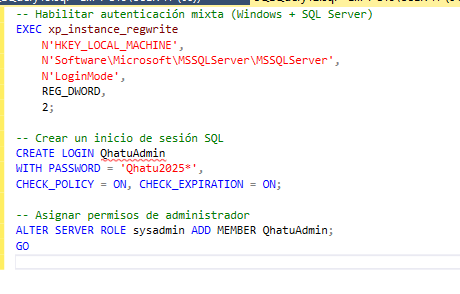 -- Habilitar autenticación mixta (Windows + SQL Server)
EXEC xp_instance_regwrite
N'HKEY_LOCAL_MACHINE',
N'Software\Microsoft\MSSQLServer\MSSQLServer',
N'LoginMode',
REG_DWORD,
2;
-- Crear un inicio de sesión SQL
CREATE LOGIN QhatuAdmin
WITH PASSWORD = 'Qhatu2025*',
CHECK_POLICY = ON, CHECK_EXPIRATION = ON;
-- Asignar permisos de administrador
ALTER SERVER ROLE sysadmin ADD MEMBER QhatuAdmin;
GO